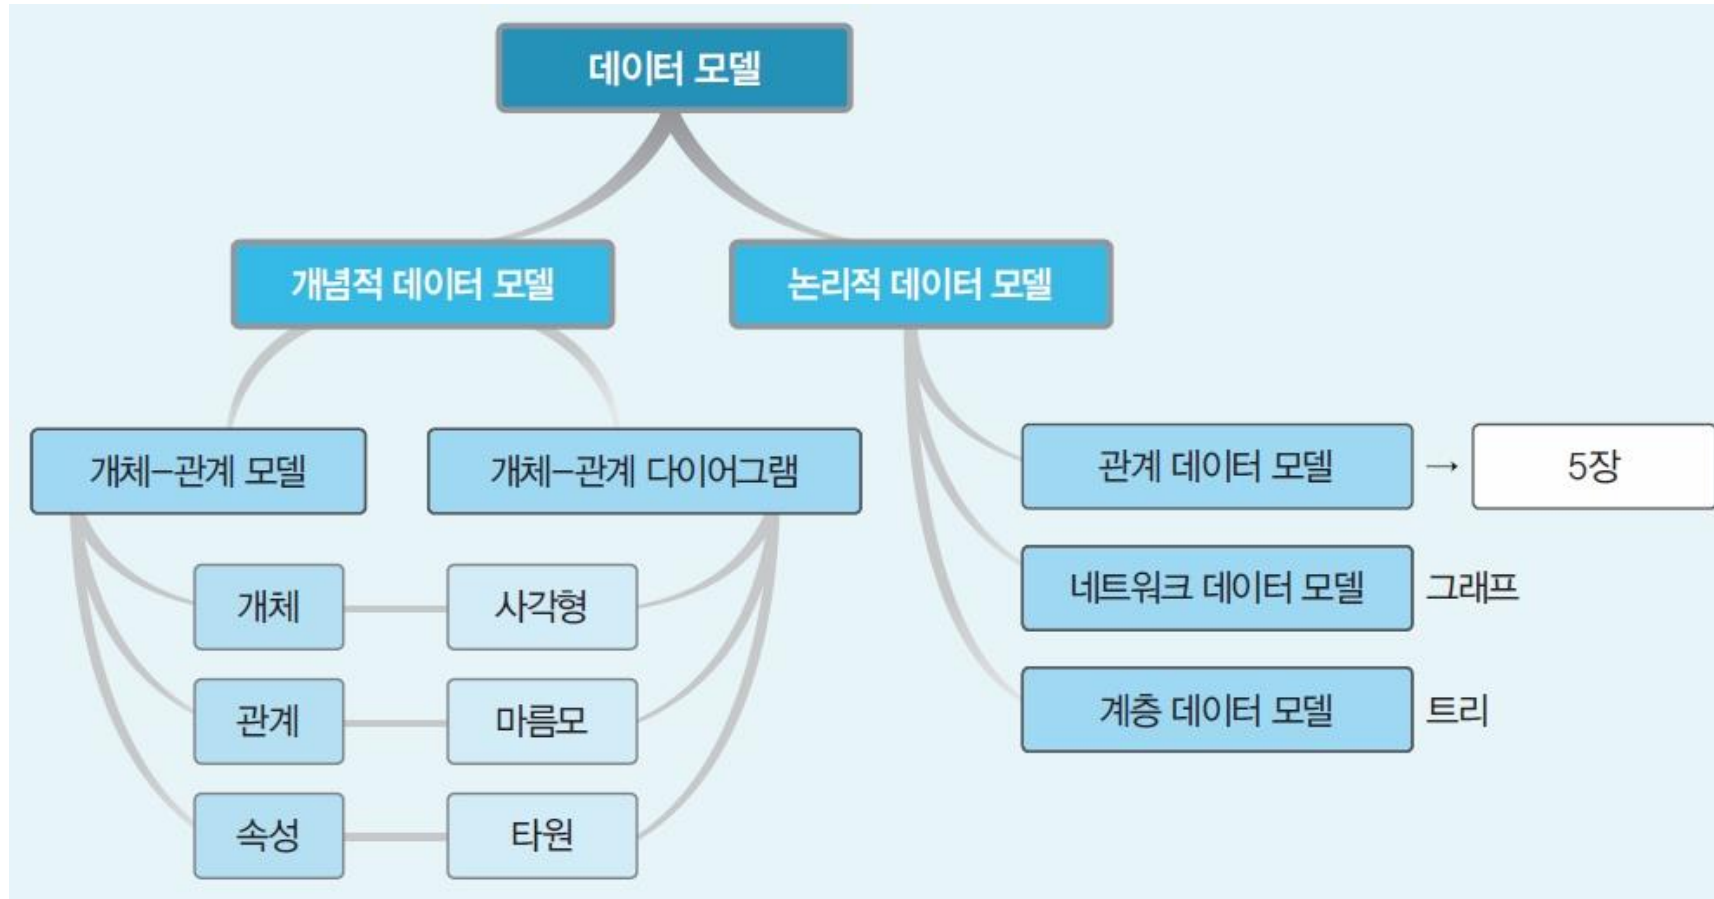 데이터 모델
개념적 데이터 모델
논리적 데이터 모델
개체-관계 모델
개체-관계 다이어그램
개체
사각형
관계
마름모
속성
타원
관계 데이터 모델 → 5장
네트워크 데이터 모델 그래프
계층 데이터 모델 트리